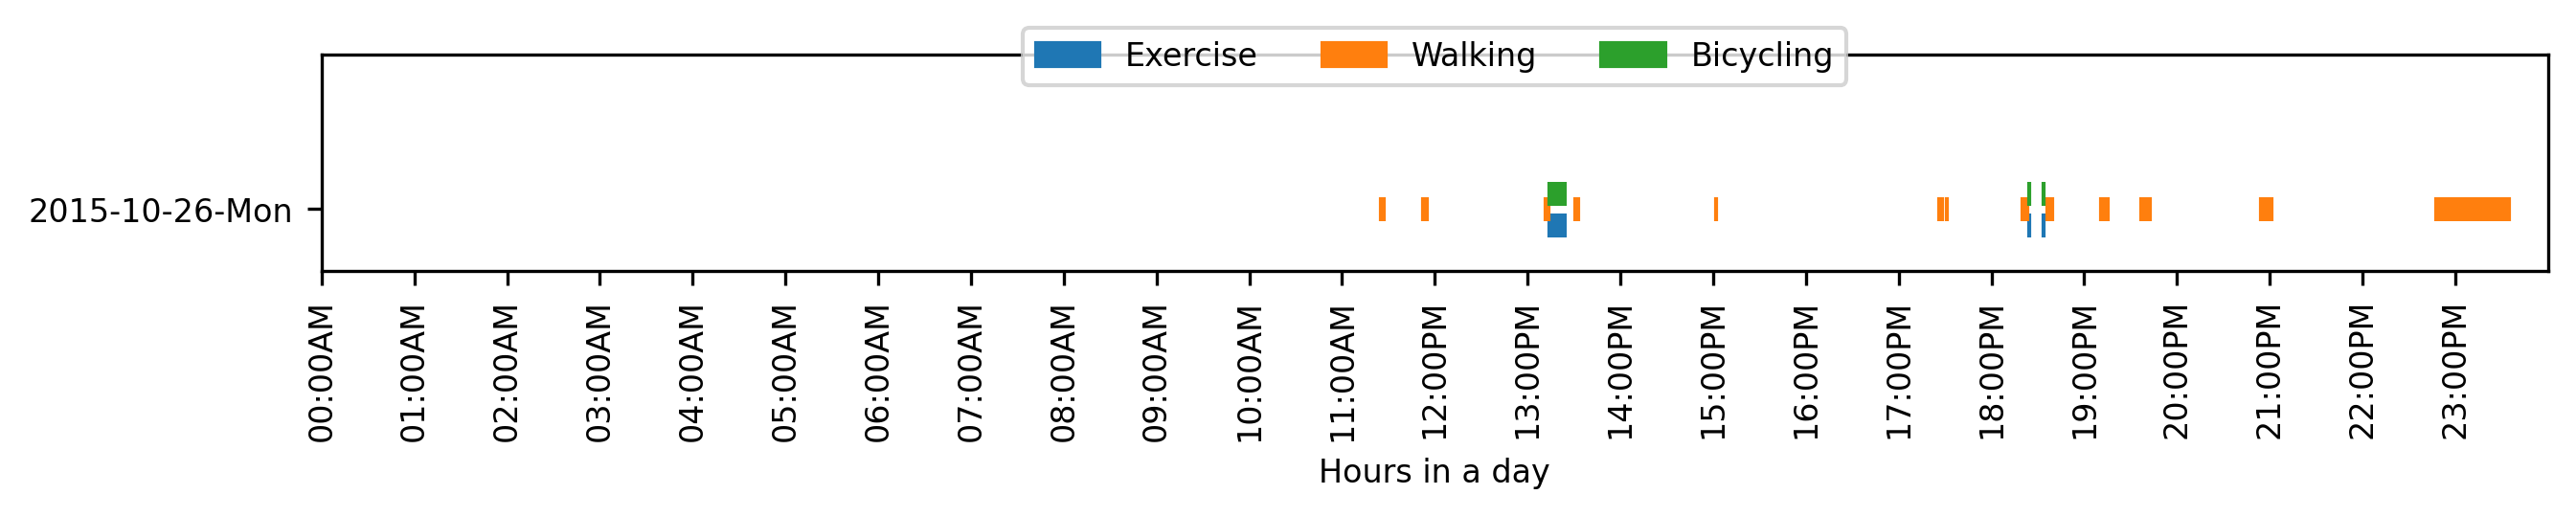 Exercise Walking Bicycling
2015-10-26-Mon
00:00AM 01:00AM 02:00AM 03:00AM 04:00AM 05:00AM 06:00AM 07:00AM 08:00AM 09:00AM 10:00AM 11:00AM 12:00PM 13:00PM 14:00PM 15:00PM 16:00PM 17:00PM 18:00PM 19:00PM 20:00PM 21:00PM 22:00PM 23:00PM
Hours in a day